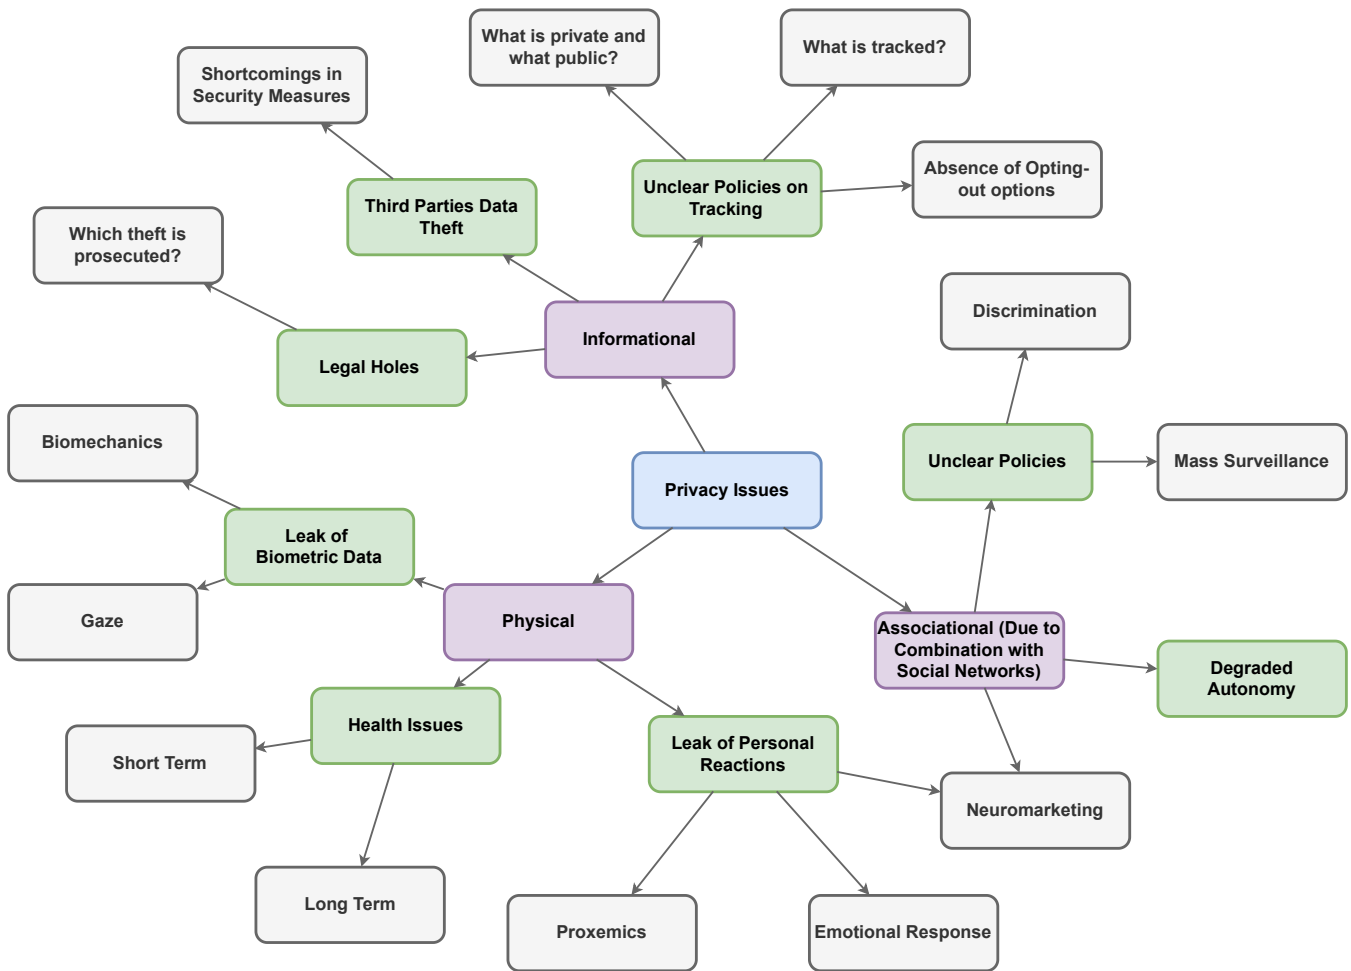 What is private and
what public?
What is tracked?
Shortcomings in
Security Measures
Absence of Opting-
out options
Unclear Policies on
Tracking
Third Parties Data
Theft
Which theft is
prosecuted?
Discrimination
Informational
Legal Holes
Biomechanics
Unclear Policies
Mass Surveillance
Privacy Issues
Leak of
Biometric Data
Gaze
Physical
Associational (Due to
Combination with
Social Networks)
Degraded
Autonomy
Health Issues
Leak of Personal
Reactions
Short Term
Neuromarketing
Long Term
Proxemics
Emotional Response